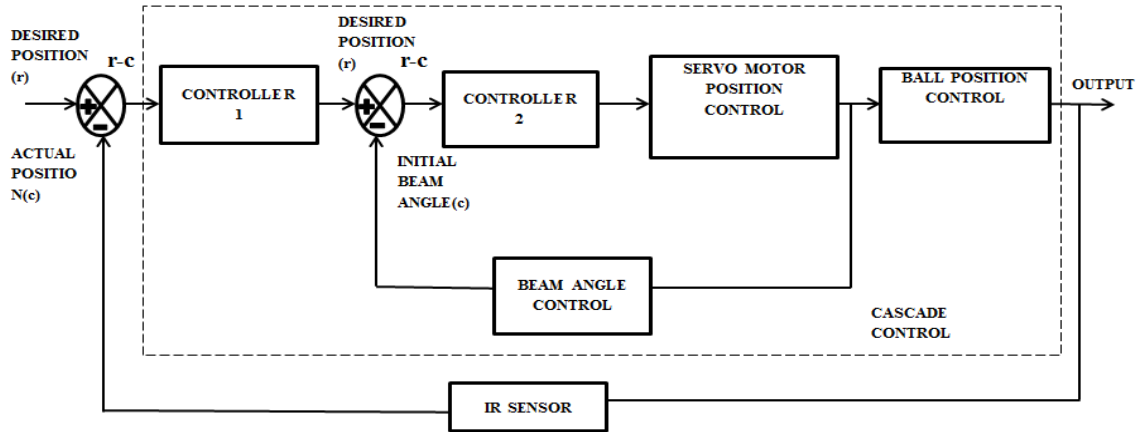 DESIRED
POSITION
(r)
r-c
+
−
ACTUAL
POSITIO
N(c)
CONTROLLER
1
DESIRED
POSITION
(r)
r-c
+
−
INITIAL
BEAM
ANGLE(c)
CONTROLLER
2
SERVO MOTOR
POSITION
CONTROL
BALL POSITION
CONTROL
OUTPUT
BEAM ANGLE
CONTROL
CASCADE
CONTROL
IR SENSOR